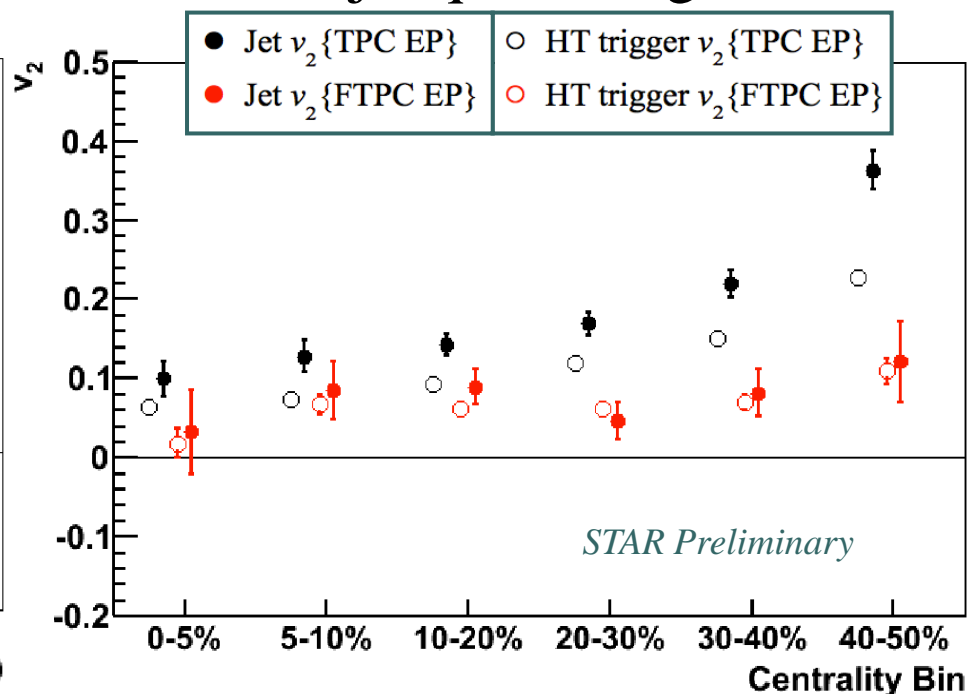 Jet v2{TPC EP}
HT trigger v2{TPC EP}
Jet v2{FTPC EP}
HT trigger v2{FTPC EP}
v2
0.5
0.4
0.3
0.2
0.1
0
-0.1
-0.2
STAR Preliminary
0-5% 5-10% 10-20% 20-30% 30-40% 40-50%
Centrality Bin